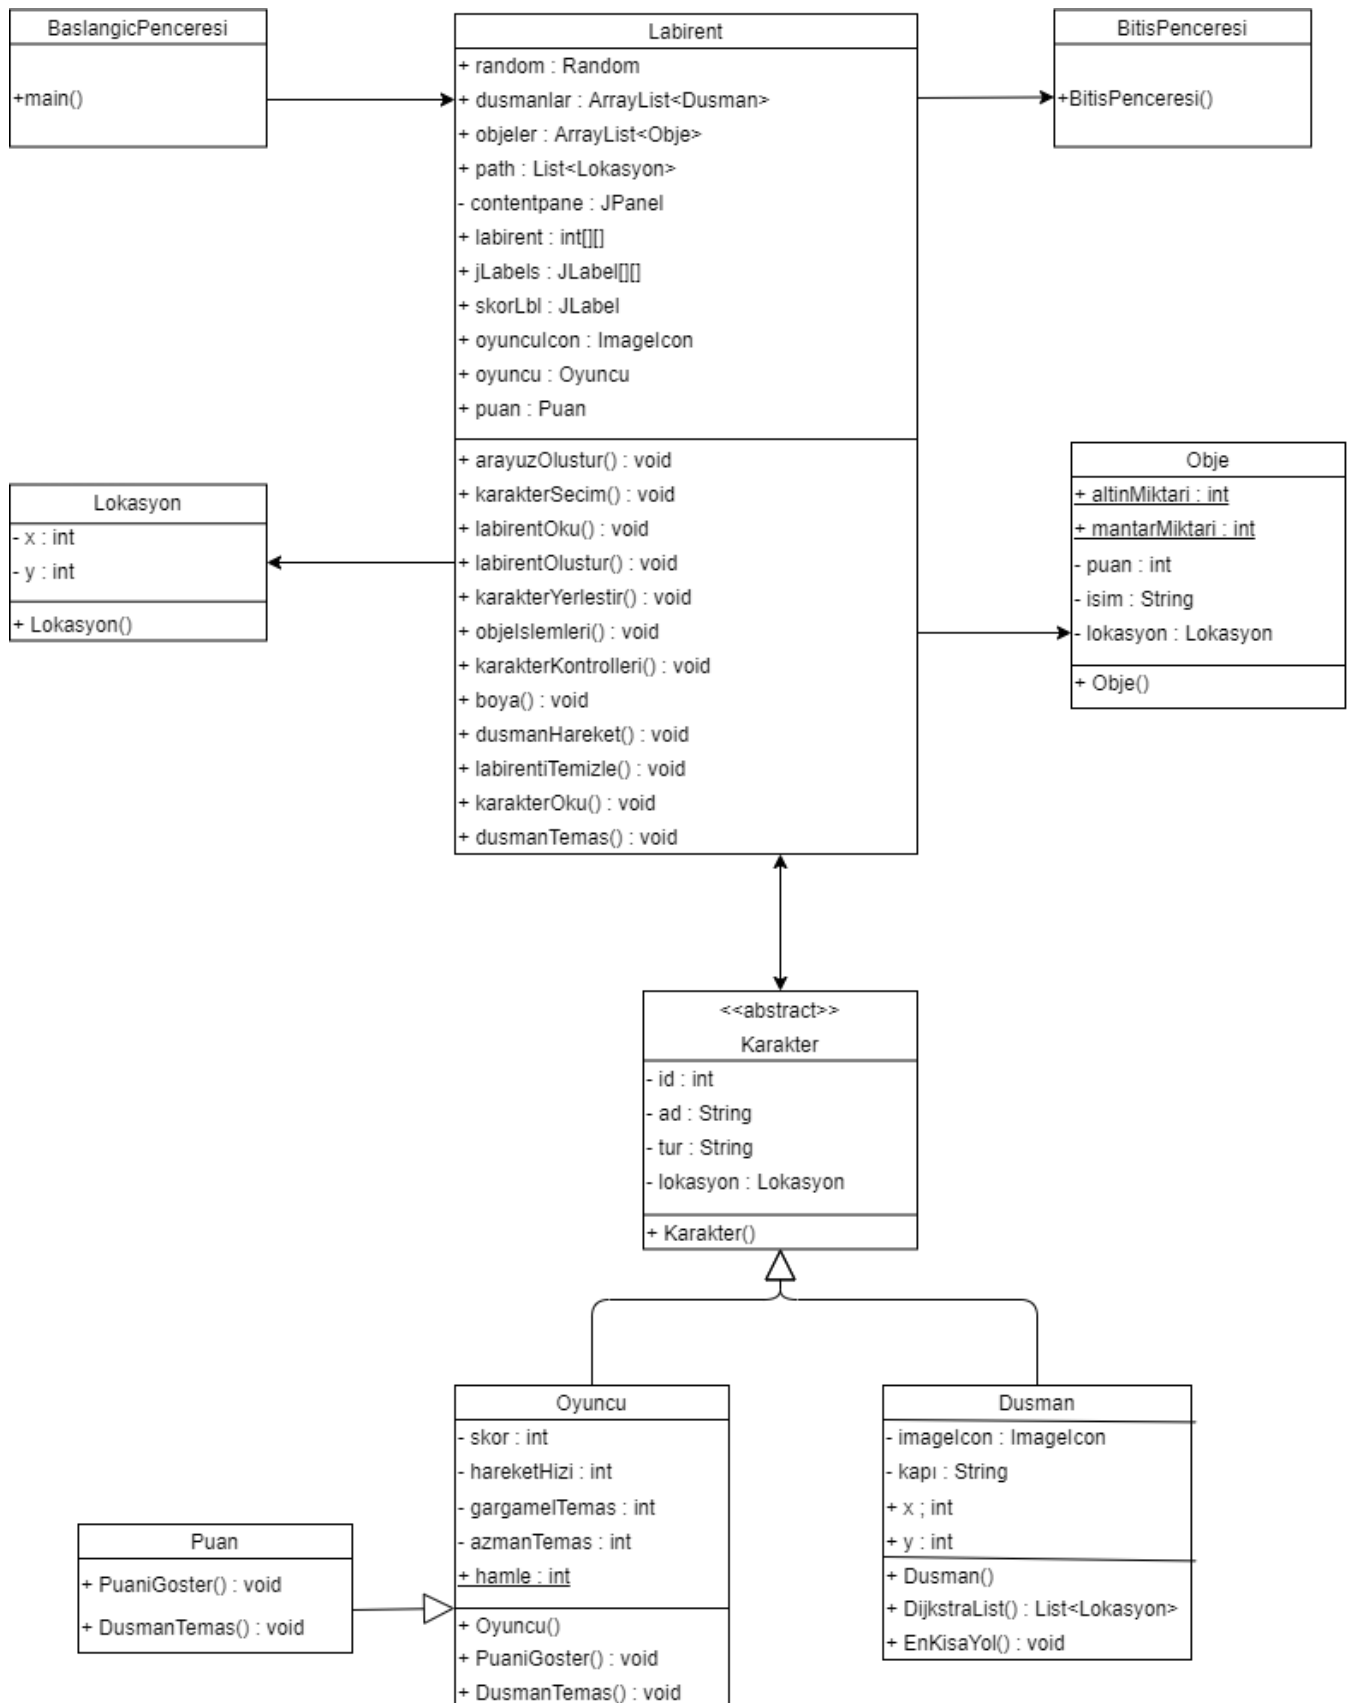 BaslangicPenceresi
+main()
Labirent
+ random : Random
+ dusmanlar : ArrayList<Dusman>
+ objeler : ArrayList<Obje>
+ path : List<Lokasyon>
- contentpane : JPanel
+ labirent : int[][]
+ jLabels : JLabel[][]
+ skorLbl : JLabel
+ oyuncuIcon : ImageIcon
+ oyuncu : Oyuncu
+ puan : Puan
+ arayuzOlustur() : void
+ karakterSecim() : void
+ labirentOku() : void
+ labirentOlustur() : void
+ karakterYerlestir() : void
+ objeIslemleri() : void
+ karakterKontrolleri() : void
+ boya() : void
+ dusmanHareket() : void
+ labirentiTemizle() : void
+ karakterOku() : void
+ dusmanTemas() : void
BitisPenceresi
+BitisPenceresi()
Lokasyon
- x : int
- y : int
+ Lokasyon()
Obje
+ altinMiktari : int
+ mantarMiktari : int
- puan : int
- isim : String
- lokasyon : Lokasyon
+ Obje()
<<abstract>>
Karakter
- id : int
- ad : String
- tur : String
- lokasyon : Lokasyon
+ Karakter()
Puan
+ PuaniGoster() : void
+ DusmanTemas() : void
Oyuncu
- skor : int
- hareketHizi : int
- gargamelTemas : int
- azmanTemas : int
+ hamle : int
+ Oyuncu()
+ PuaniGoster() : void
+ DusmanTemas() : void
Dusman
- imageIcon : ImageIcon
- kapı : String
+ x ; int
+ y : int
+ Dusman()
+ DijkstraList() : List<Lokasyon>
+ EnKisaYol() : void